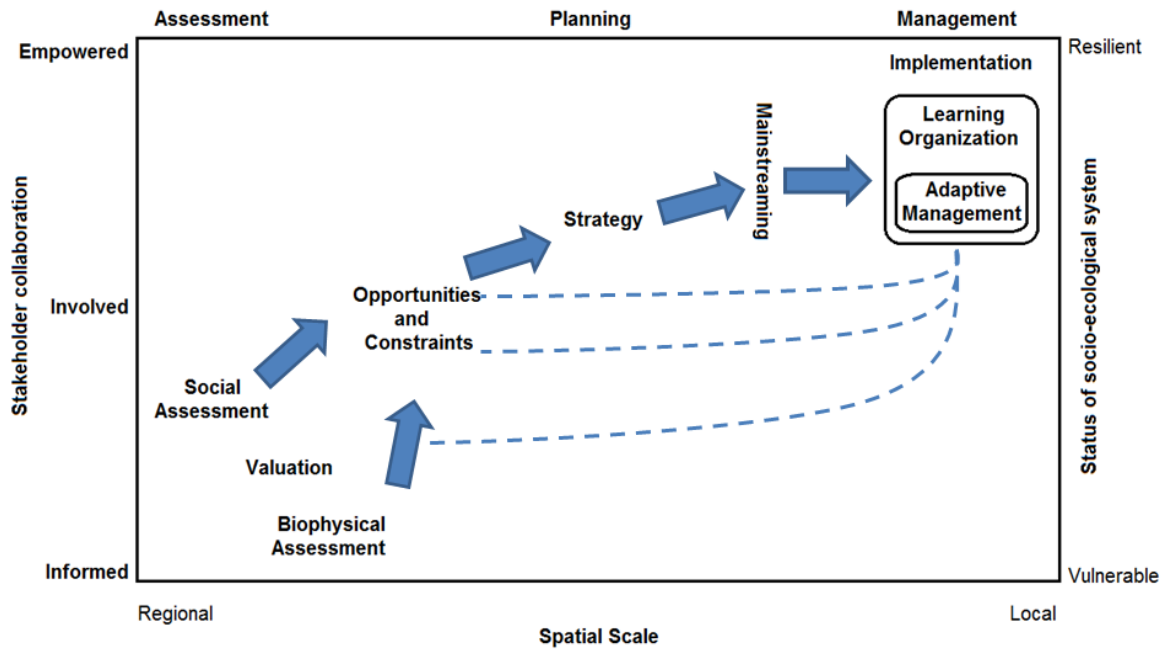 Assessment
Planning
Management
Empowered
Resilient
Implementation
Learning
Organization
Adaptive
Management
Mainstreaming
Strategy
Stakeholder collaboration
Status of socio-ecological system
Involved
Opportunities
and
Constraints
Social
Assessment
Valuation
Biophysical
Assessment
Informed
Vulnerable
Regional
Local
Spatial Scale